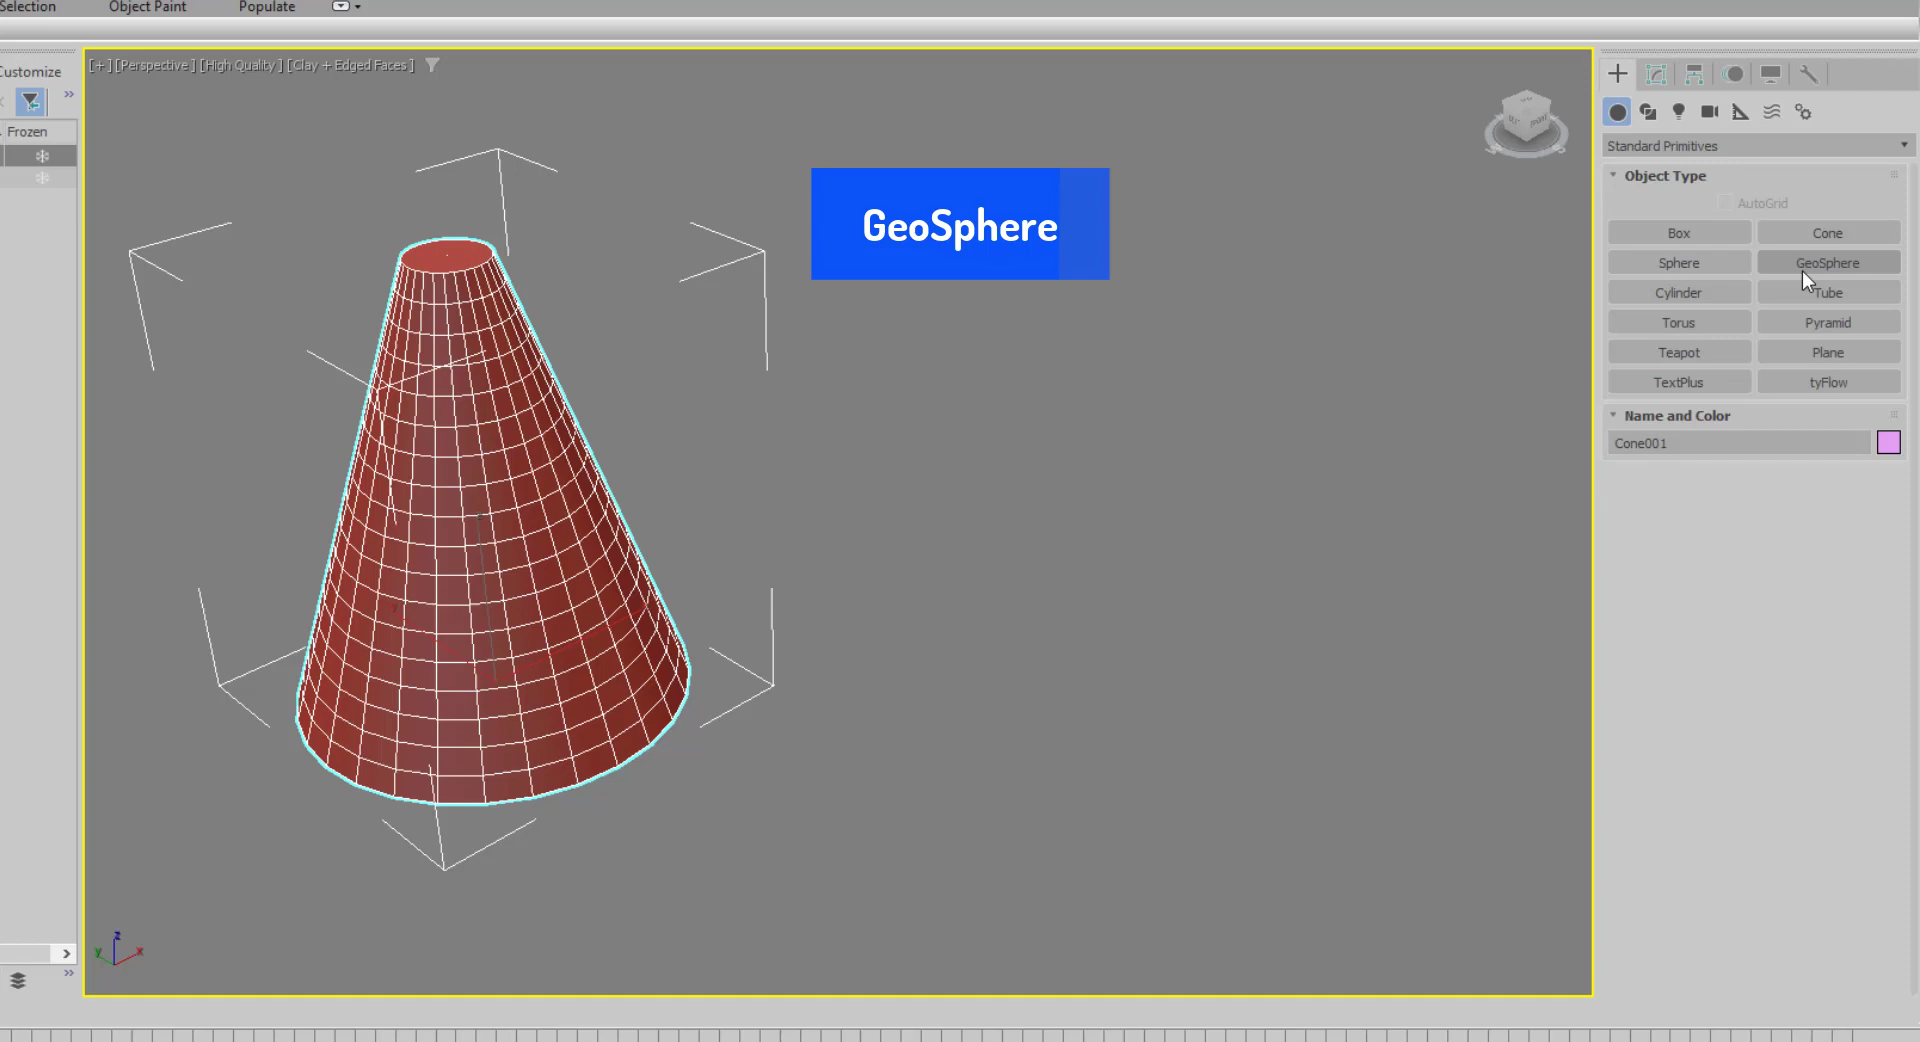 Selection Object Paint Populate
Customize
[+] [Perspective] [High Quality] [Clay + Edged Faces]
Frozen
GeoSphere
Standard Primitives
Object Type
AutoGrid
Box Cone
Sphere GeoSphere
Cylinder Tube
Torus Pyramid
Teapot Plane
TextPlus tyFlow
Name and Color
Cone001
z
y x